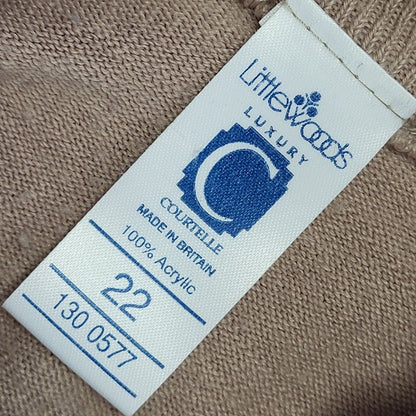 Littlewoods
LUXURY
C
COURTELLE
MADE IN BRITAIN
100% Acrylic
22
130 0577